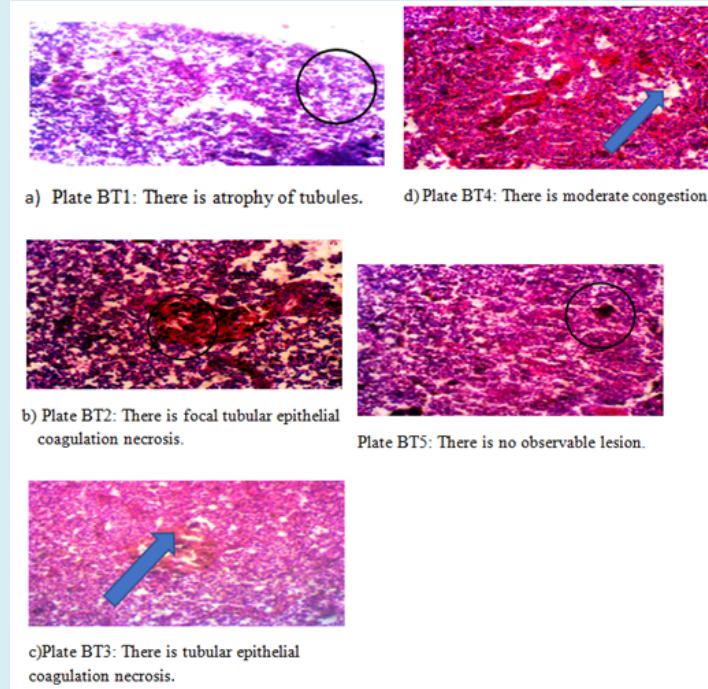 a) Plate BT1: There is atrophy of tubules.
d) Plate BT4: There is moderate congestion
b) Plate BT2: There is focal tubular epithelial
coagulation necrosis.
Plate BT5: There is no observable lesion.
c)Plate BT3: There is tubular epithelial
coagulation necrosis.